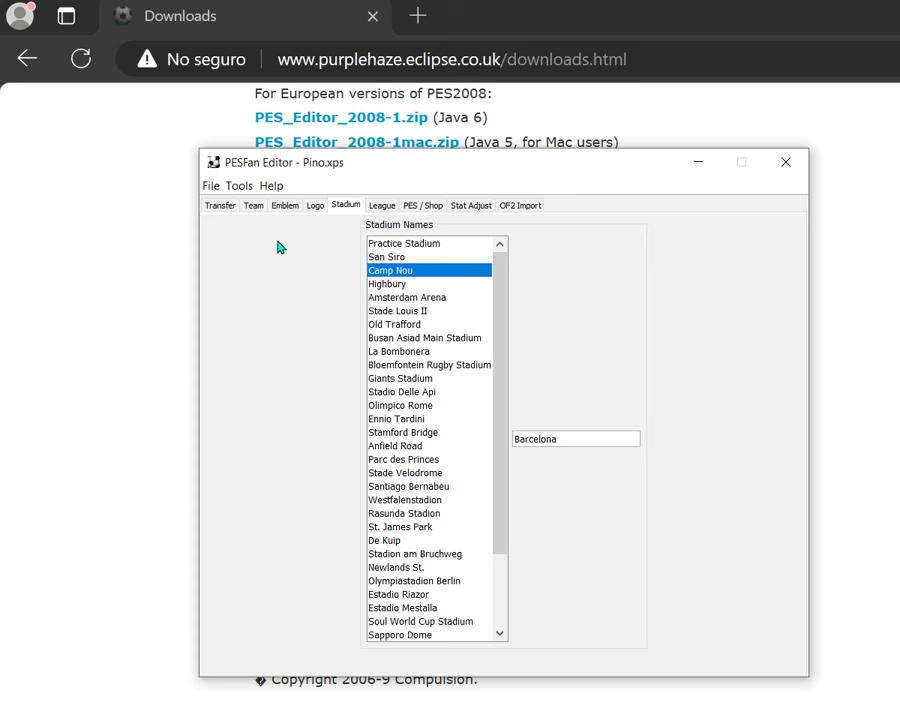 Downloads
No seguro www.purplehaze.eclipse.co.uk/downloads.html
For European versions of PES2008:
PES_Editor_2008-1.zip (Java 6)
PES_Editor_2008-1mac.zip (Java 5, for Mac users)
PESFan Editor - Pino.xps
File Tools Help
Transfer Team Emblem Logo Stadium League PES / Shop Stat Adjust OF2 Import
Stadium Names
Practice Stadium
San Siro
Camp Nou
Highbury
Amsterdam Arena
Stade Louis II
Old Trafford
Busan Asiad Main Stadium
La Bombonera
Bloemfontein Rugby Stadium
Giants Stadium
Stadio Delle Api
Olimpico Rome
Ennio Tardini
Stamford Bridge
Anfield Road
Barcelona
Parc des Princes
Stade Velodrome
Santiago Bernabeu
Westfalenstadion
Rasunda Stadion
St. James Park
De Kuip
Stadion am Bruchweg
Newlands St.
Olympiastadion Berlin
Estadio Riazor
Estadio Mestalla
Soul World Cup Stadium
Sapporo Dome
� Copyright 2006-9 Compulsion.